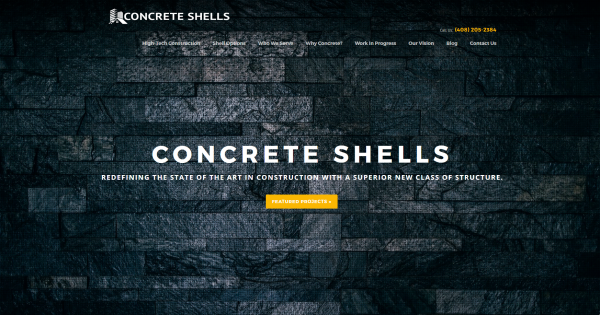 CONCRETE SHELLS
Call Us: (408) 205-2384
High-Tech Construction Shell Options Who We Serve Why Concrete? Work In Progress Our Vision Blog Contact Us
CONCRETE SHELLS
REDEFINING THE STATE OF THE ART IN CONSTRUCTION WITH A SUPERIOR NEW CLASS OF STRUCTURE.
FEATURED PROJECTS »